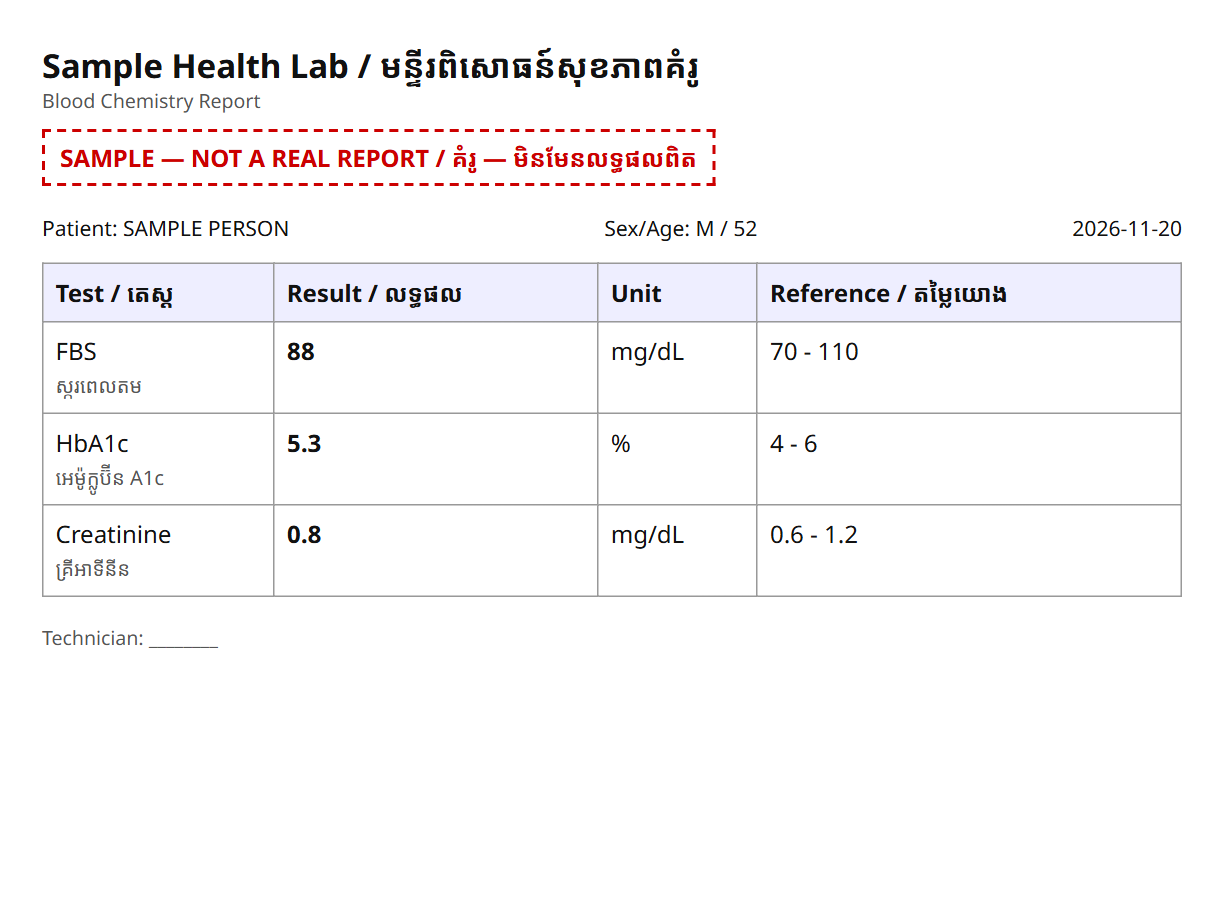 Sample Health Lab / មន្ទីរពិសោធន៍សុខភាពគំរូ
Blood Chemistry Report
SAMPLE — NOT A REAL REPORT / គំរូ — មិនមែនលទ្ធផលពិត
Patient: SAMPLE PERSON Sex/Age: M / 52 2026-11-20
Test / តេស្ត Result / លទ្ធផល Unit Reference / តម្លៃយោង
FBS 88 mg/dL 70 - 110
ស្ករពេលតម
HbA1c 5.3 % 4 - 6
អេម៉ូក្លូប៊ីន A1c
Creatinine 0.8 mg/dL 0.6 - 1.2
គ្រីអាទីនីន
Technician: ________